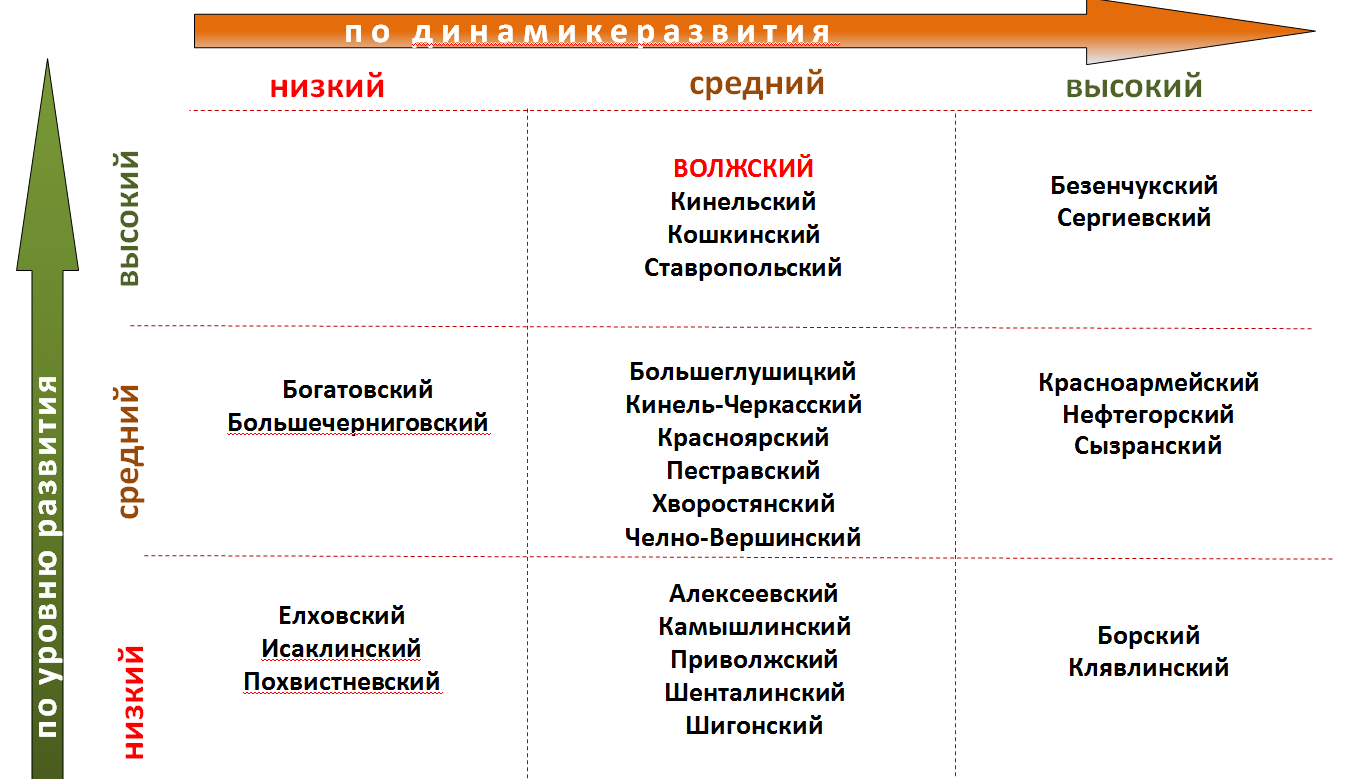 по динамикеразвития
низкий
средний
высокий
по уровню развития
высокий
ВОЛЖСКИЙ
Кинельский
Кошкинский
Ставропольский
Безенчукский
Сергиевский
средний
Богатовский
Большечерниговский
Большеглушицкий
Кинель-Черкасский
Красноярский
Пестравский
Хворостянский
Челно-Вершинский
Красноармейский
Нефтегорский
Сызранский
низкий
Елховский
Исаклинский
Похвистневский
Алексеевский
Камышлинский
Приволжский
Шенталинский
Шигонский
Борский
Клявлинский